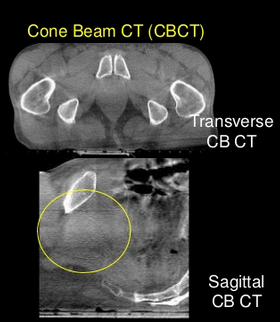 Cone Beam CT (CBCT)
Transverse
CB CT
Sagittal
CB CT